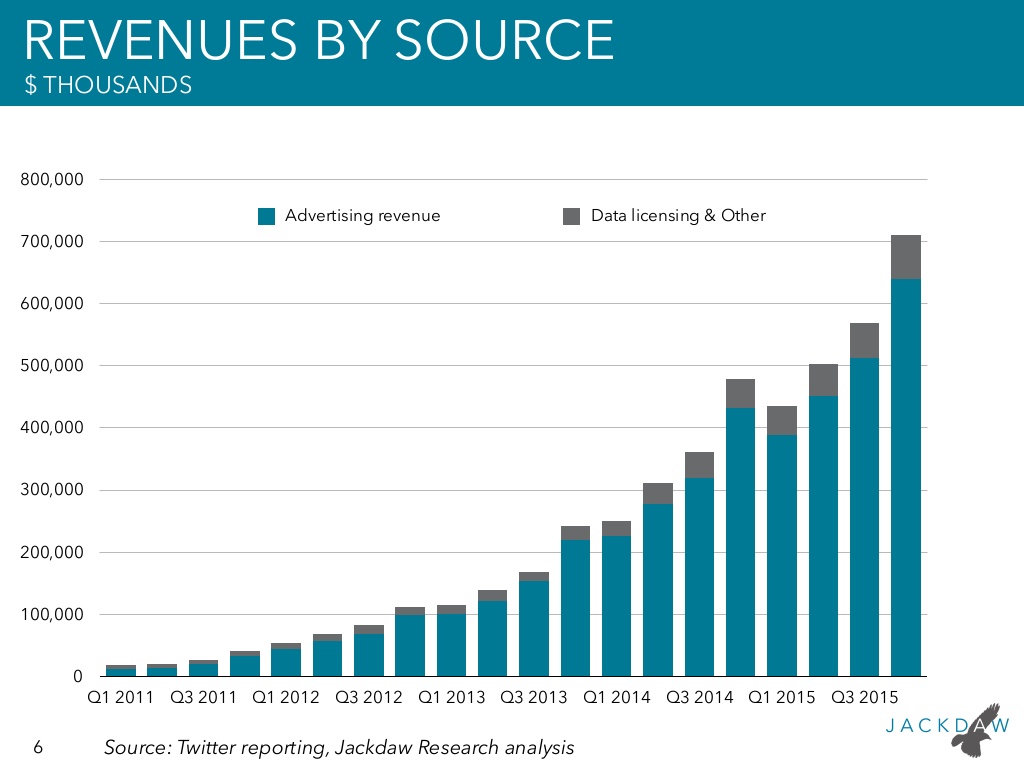 REVENUES BY SOURCE
$ THOUSANDS
800,000
Advertising revenue Data licensing & Other
700,000
600,000
500,000
400,000
300,000
200,000
100,000
0
Q1 2011 Q3 2011 Q1 2012 Q3 2012 Q1 2013 Q3 2013 Q1 2014 Q3 2014 Q1 2015 Q3 2015
JACKDAW
6 Source: Twitter reporting, Jackdaw Research analysis